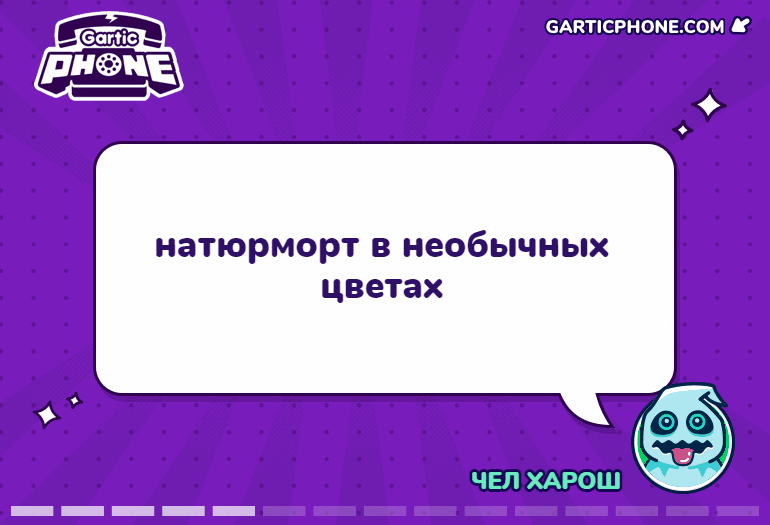 GARTICPHONE.COM
Gartic
PHONE
натюрморт в необычных
цветах
ЧЕЛ ХАРОШ